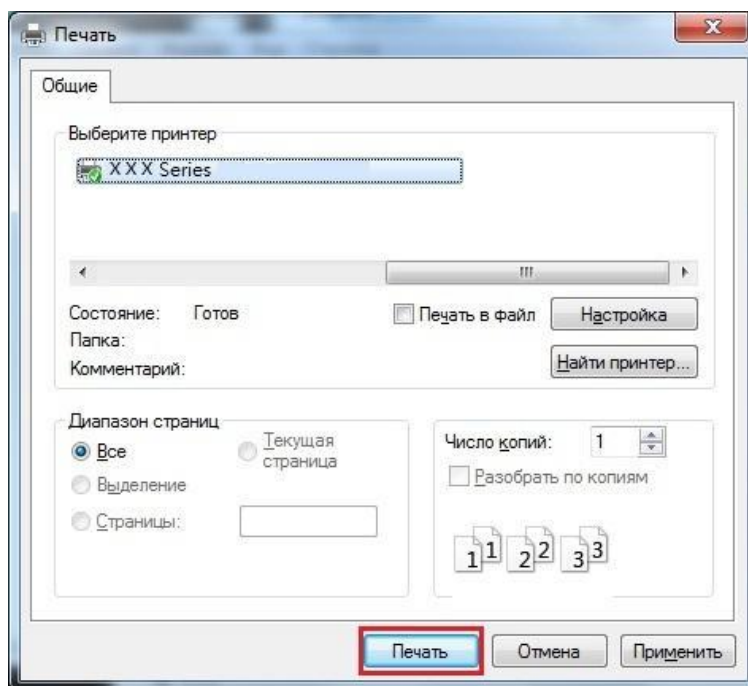 Печать
Общие
Выберите принтер
X X X Series
Состояние: Готов
Папка:
Комментарий:
Печать в файл
Настройка
Найти принтер...
Диапазон страниц
Все
Текущая
страница
Выделение
Страницы:
Число копий: 1
Разобрать по копиям
1 1 2 2 3 3
Печать Отмена Применить